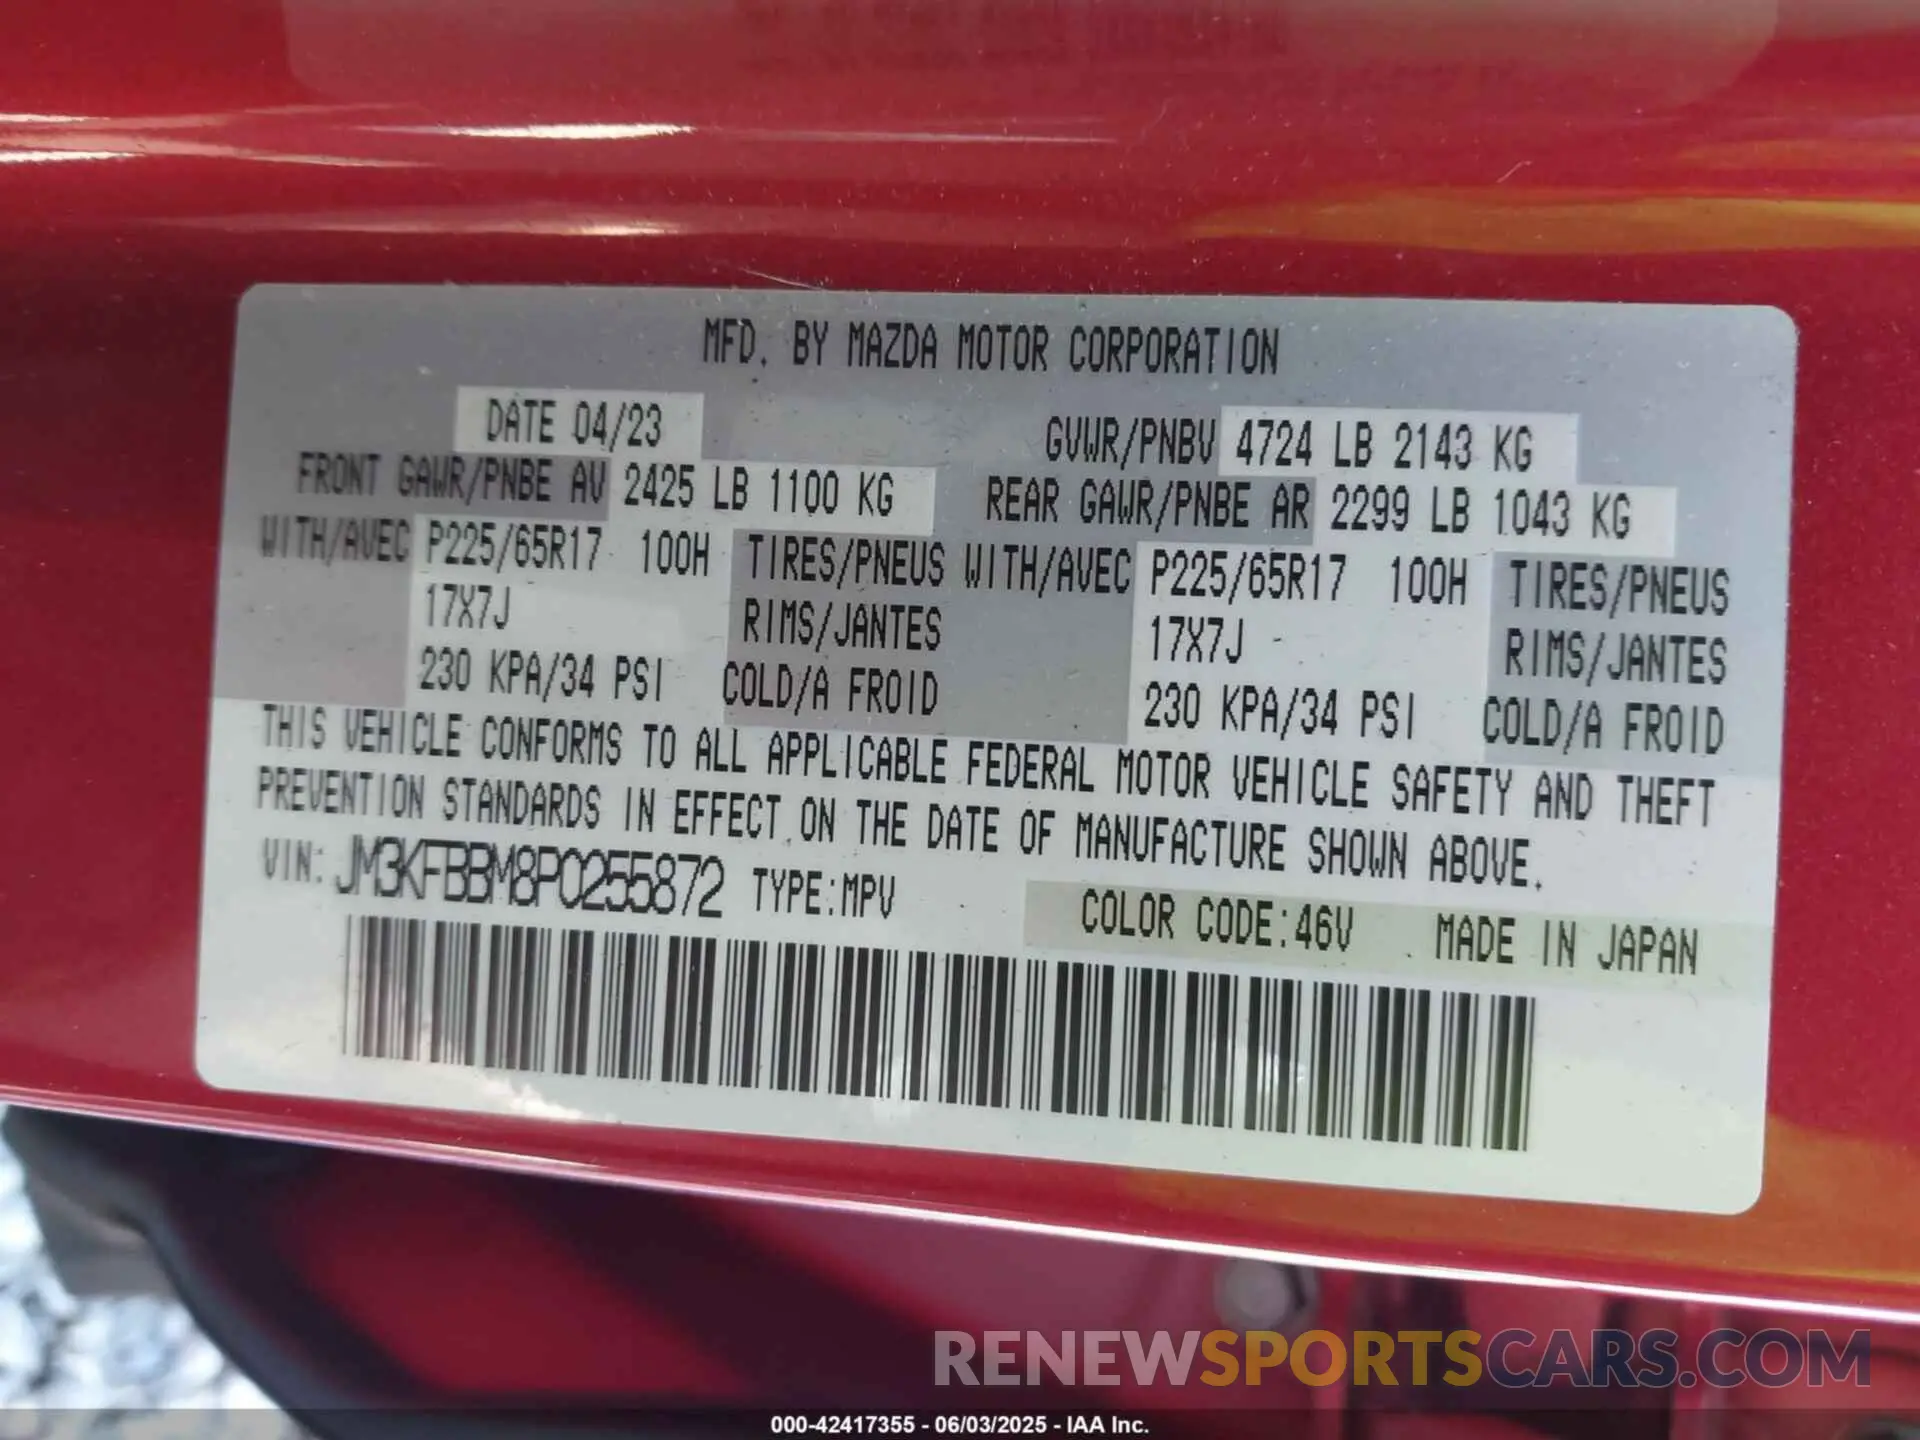 MFD. BY MAZDA MOTOR CORPORATION
DATE 04/23 GVWR/PNBV 4724 LB 2143 KG
FRONT GAWR/PNBE AV 2425 LB 1100 KG REAR GAWR/PNBE AR 2299 LB 1043 KG
WITH/AVEC P225/65R17 100H TIRES/PNEUS WITH/AVEC P225/65R17 100H TIRES/PNEUS
17X7J RIMS/JANTES 17X7J RIMS/JANTES
230 KPA/34 PSI COLD/A FROID 230 KPA/34 PSI COLD/A FROID
THIS VEHICLE CONFORMS TO ALL APPLICABLE FEDERAL MOTOR VEHICLE SAFETY AND THEFT
PREVENTION STANDARDS IN EFFECT ON THE DATE OF MANUFACTURE SHOWN ABOVE.
VIN: JM3KFBBM8P0255872 TYPE:MPV COLOR CODE:46V MADE IN JAPAN
RENEWSPORTSCARS.COM
000-42417355 - 06/03/2025 - IAA Inc.